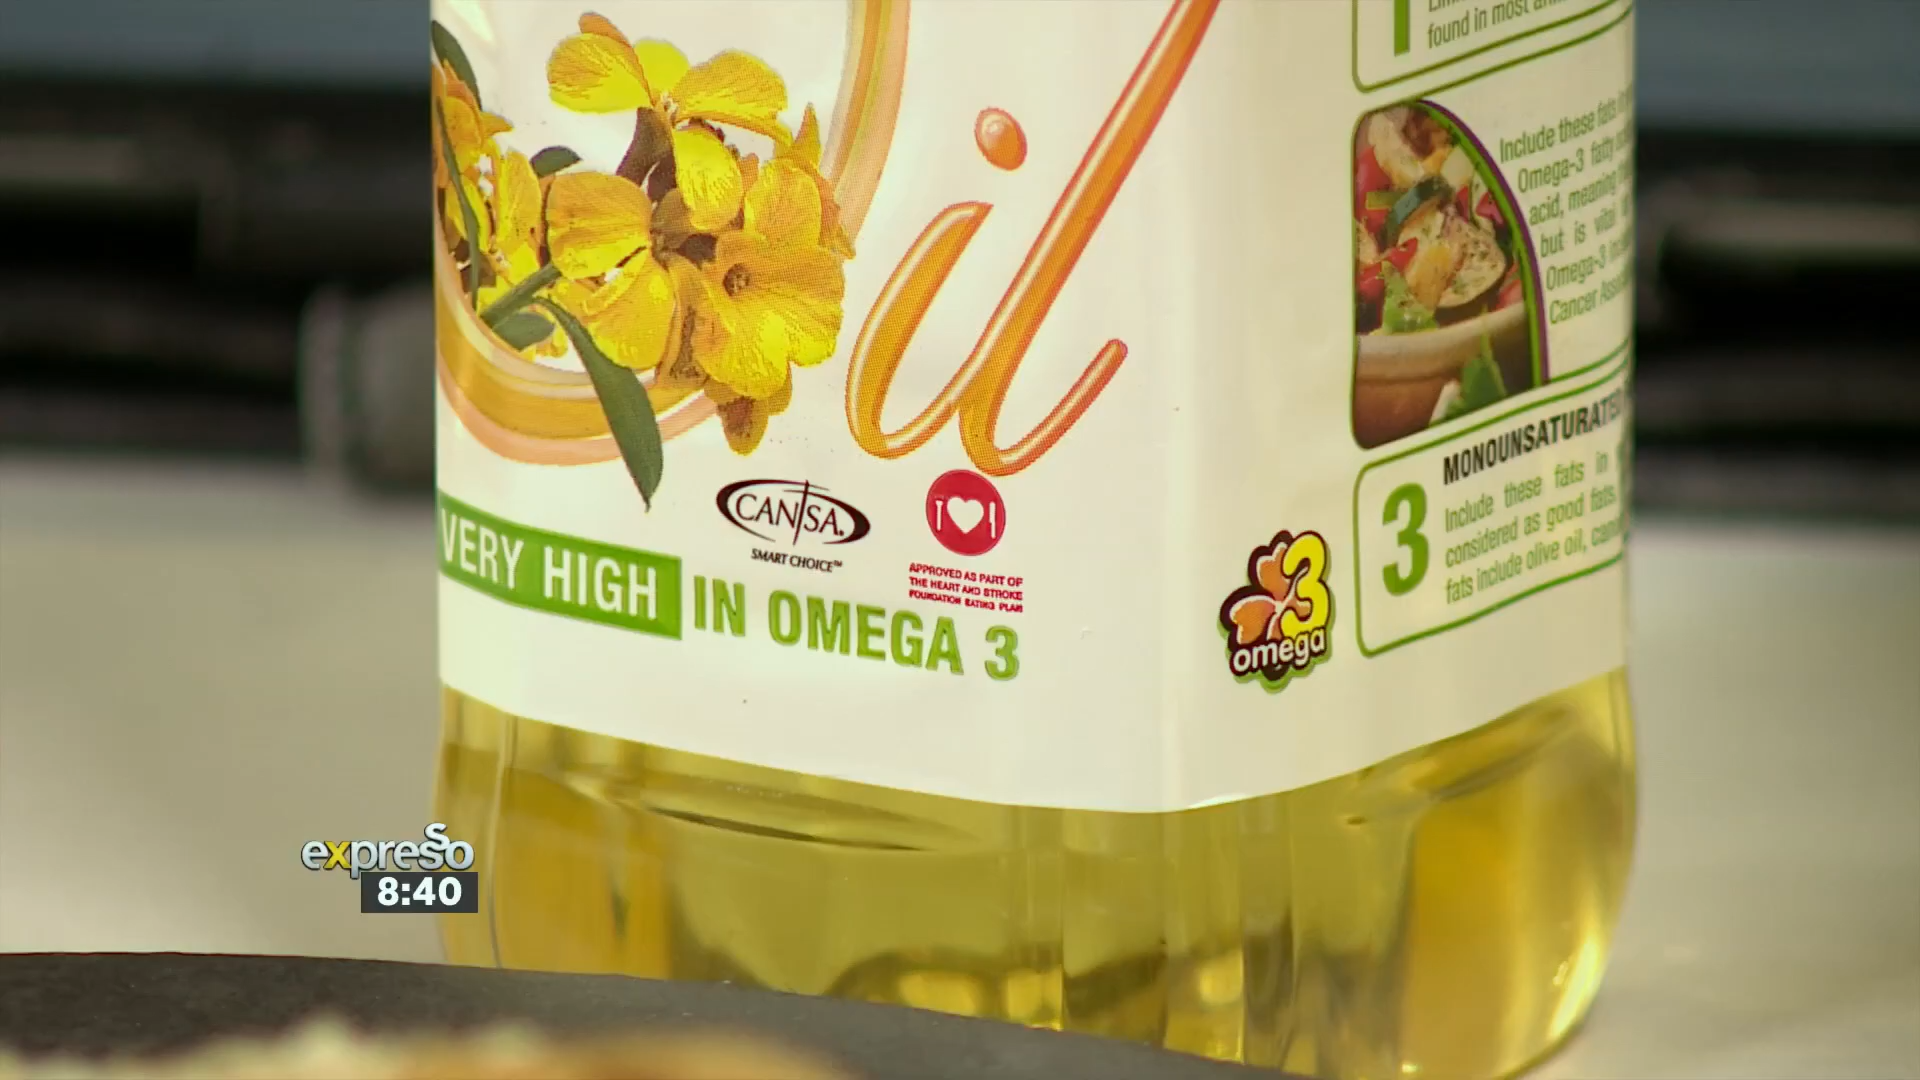 il
CANSA.
SMART CHOICE™
APPROVED AS PART OF
THE HEART AND STROKE
FOUNDATION EATING PLAN
VERY HIGH IN OMEGA 3
3
omega
1
found in most
Include these fats
Omega-3 fatty
acid, meaning
but is vital
Omega-3
Cancer
3
MONOUNSATURATED
Include these fats in
considered as good fats.
fats include olive oil,
expresso
8:40